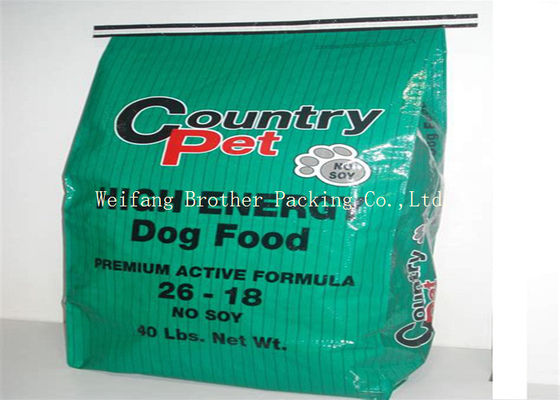 Country
Pet
NO
SOY
Weifang Brother Packing Co.,Ltd.
HIGH ENERGY
Dog Food
PREMIUM ACTIVE FORMULA
26 - 18
NO SOY
40 Lbs. Net Wt.
Country
Pet